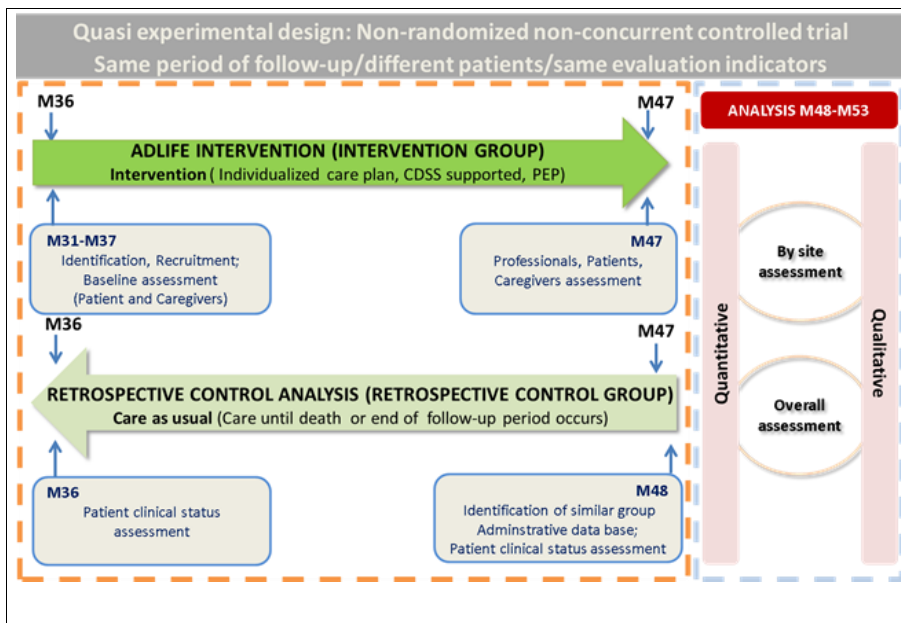 Quasi experimental design: Non-randomized non-concurrent controlled trial
Same period of follow-up/different patients/same evaluation indicators
M36
M47
ADLIFE INTERVENTION (INTERVENTION GROUP)
Intervention ( Individualized care plan, CDSS supported, PEP)
M31-M37
Identification, Recruitment;
Baseline assessment
(Patient and Caregivers)
M47
Professionals, Patients,
Caregivers assessment
M36
M47
RETROSPECTIVE CONTROL ANALYSIS (RETROSPECTIVE CONTROL GROUP)
Care as usual (Care until death or end of follow-up period occurs)
M36
Patient clinical status
assessment
M48
Identification of similar group
Adminstrative data base;
Patient clinical status assessment
ANALYSIS M48-M53
Quantitative
By site
assessment
Overall
assessment
Qualitative